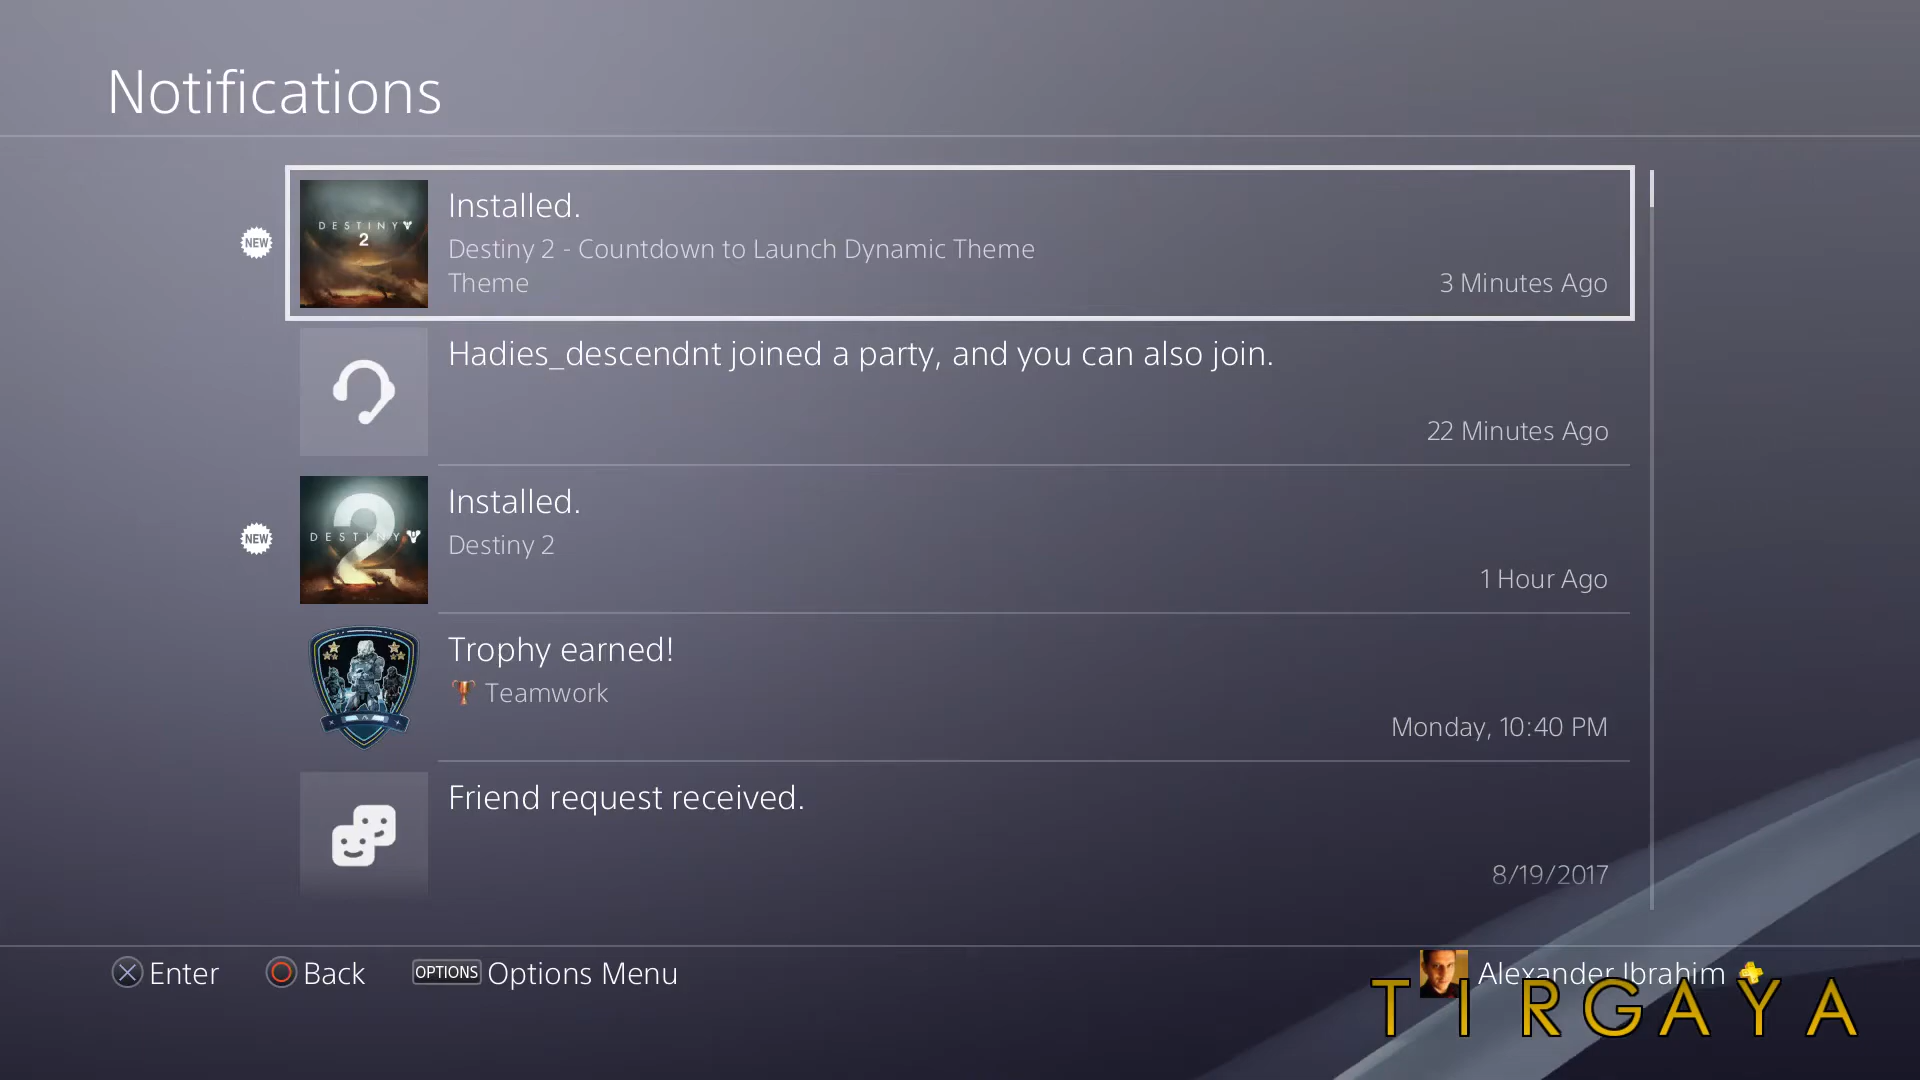 Notifications
NEW
DESTINY
2
Installed.
Destiny 2 - Countdown to Launch Dynamic Theme
Theme
3 Minutes Ago
Hadies_descendnt joined a party, and you can also join.
22 Minutes Ago
NEW
2
DESTINY
Installed.
Destiny 2
1 Hour Ago
Trophy earned!
Teamwork
Monday, 10:40 PM
Friend request received.
8/19/2017
Enter
Back
OPTIONS Options Menu
Alexander Ibrahim
TIRGAYA